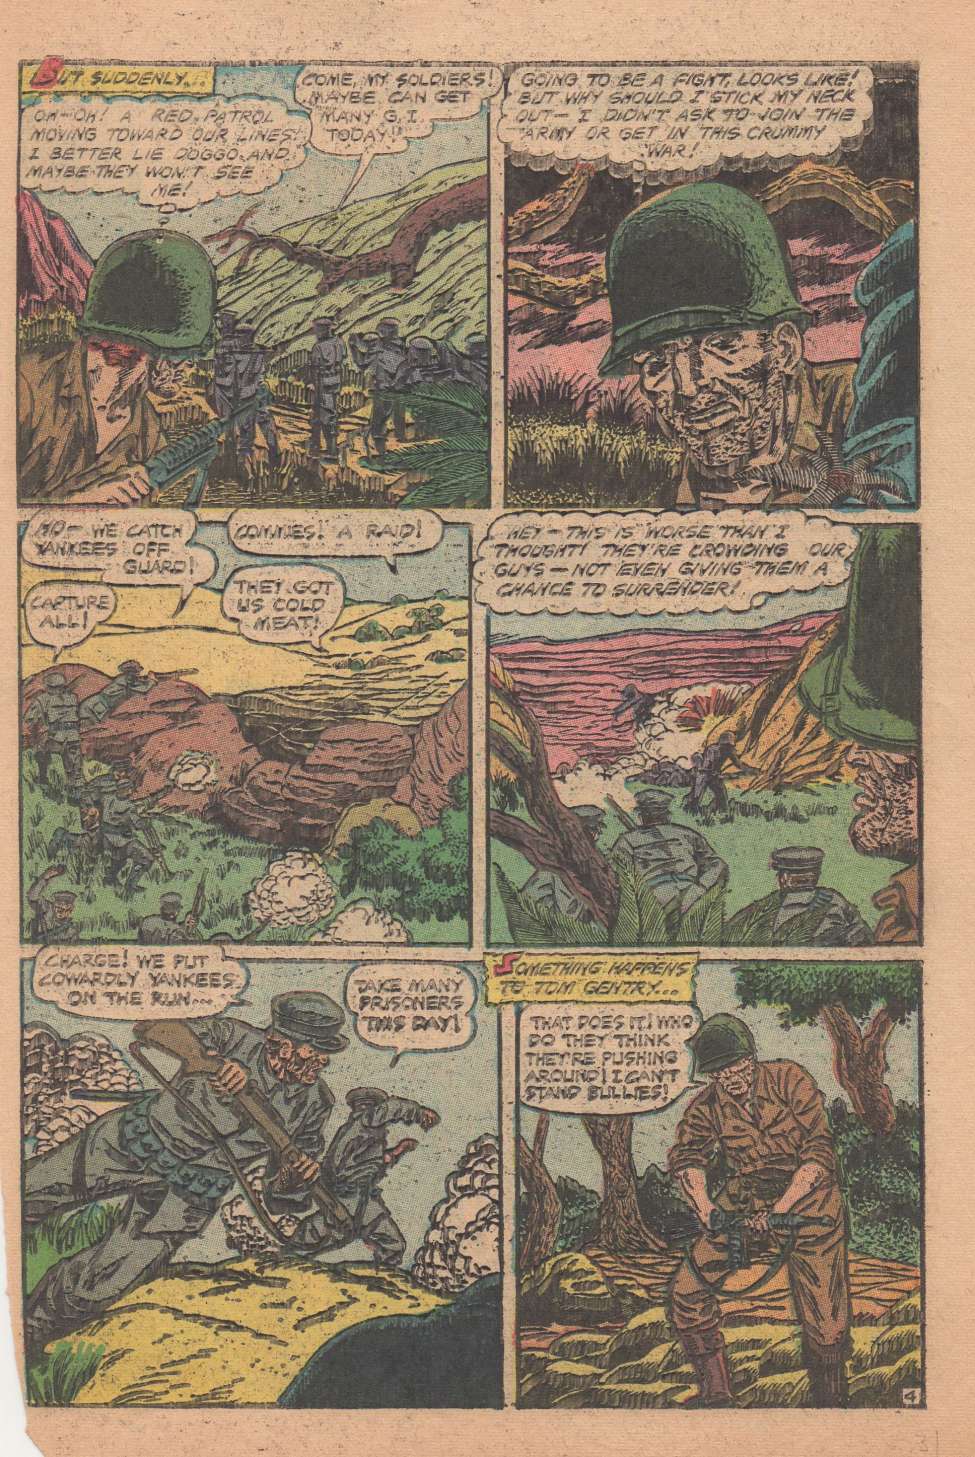 BUT SUDDENLY...
OH-OH! A RED PATROL
MOVING TOWARD OUR LINES!
I BETTER LIE DOGGO AND
MAYBE THEY WON'T SEE
ME!
COME, MY SOLDIERS!
MAYBE CAN GET
MANY G.I.
TODAY!
GOING TO BE A FIGHT, LOOKS LIKE!
BUT WHY SHOULD I STICK MY NECK
OUT— I DIDN'T ASK TO JOIN THE
ARMY OR GET IN THIS CRUMMY
WAR!
HO— WE CATCH
YANKEES OFF
GUARD!
COMMIES! A RAID!
CAPTURE
ALL!
THEY GOT
US COLD
MEAT!
HEY— THIS IS WORSE THAN I
THOUGHT! THEY'RE CROWDING OUR
GUYS— NOT EVEN GIVING THEM A
CHANCE TO SURRENDER!
CHARGE! WE PUT
COWARDLY YANKEES
ON THE RUN...
TAKE MANY
PRISONERS
THIS DAY!
SOMETHING HAPPENS
TO TOM GENTRY...
THAT DOES IT! WHO
DO THEY THINK
THEY'RE PUSHING
AROUND! I CAN'T
STAND BULLIES!
4